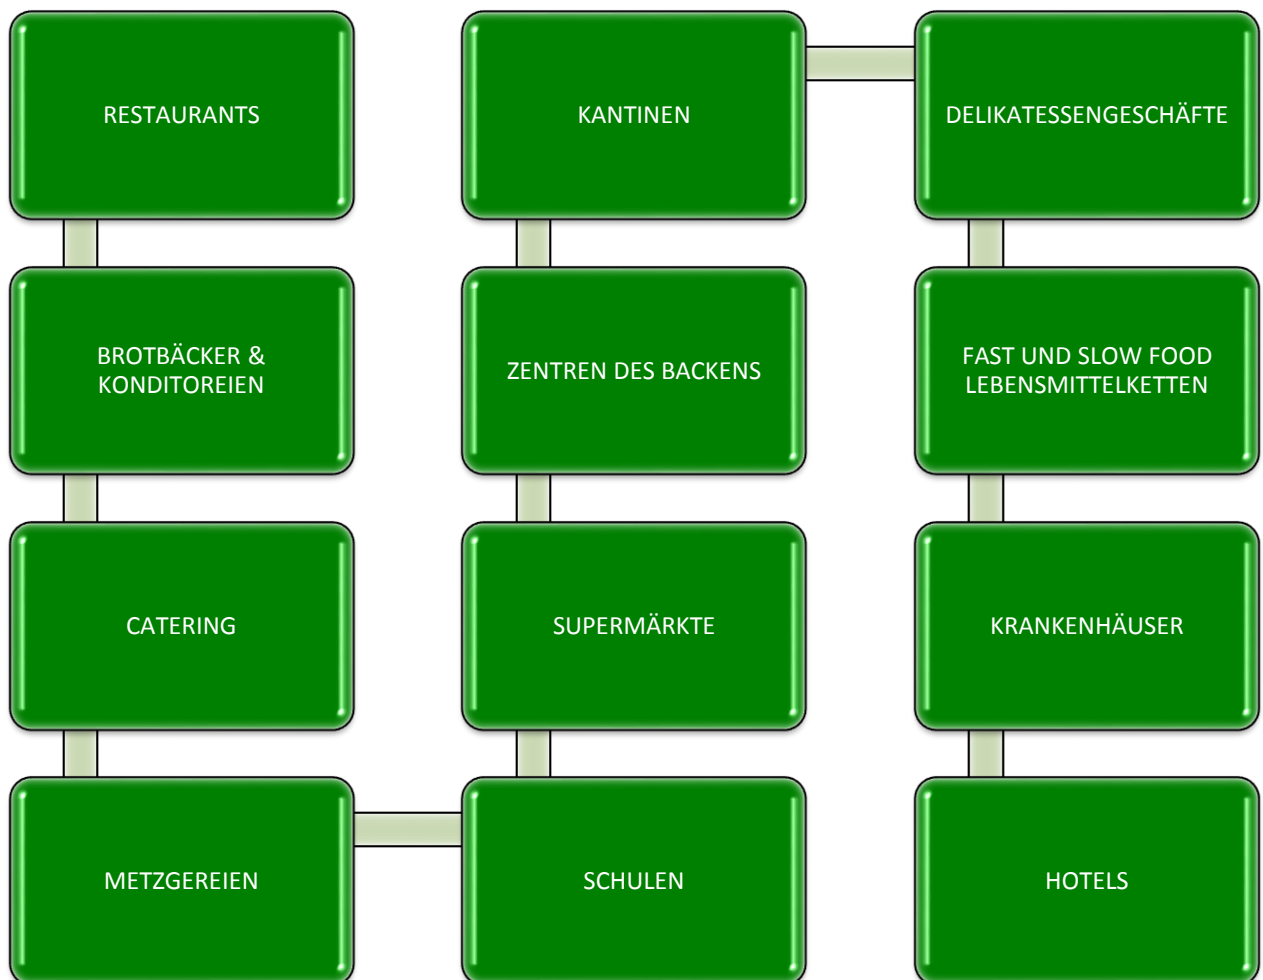 RESTAURANTS
BROTBÄCKER &
KONDITOREIEN
CATERING
METZGEREIEN
SCHULEN
SUPERMÄRKTE
ZENTREN DES BACKENS
KANTINEN
DELIKATESSENGESCHÄFTE
FAST UND SLOW FOOD
LEBENSMITTELKETTEN
KRANKENHÄUSER
HOTELS